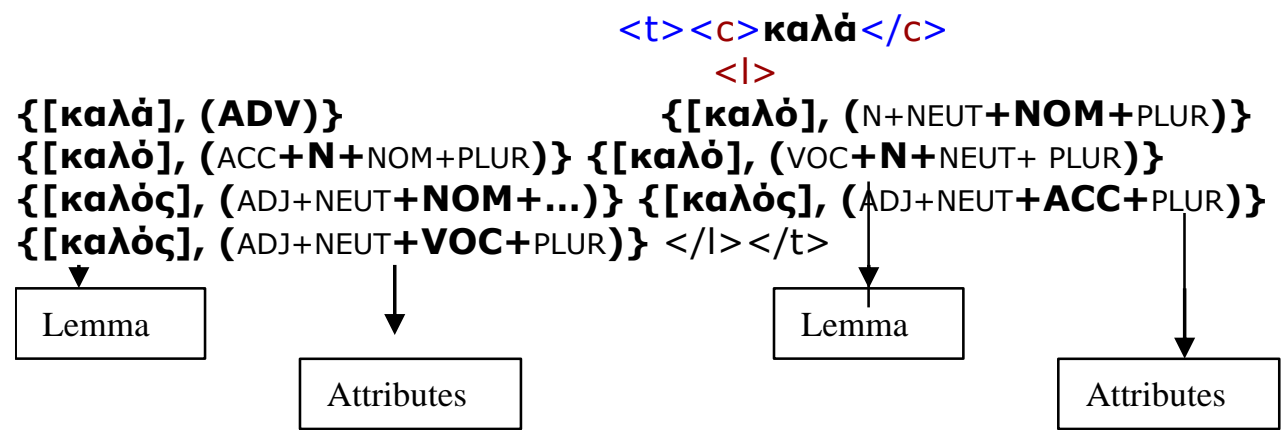 <t><c>καλά</c>
<l>
{[καλά], (ADV)} {[καλό], (N+NEUT+NOM+PLUR)}
{[καλό], (ACC+N+NOM+PLUR)} {[καλό], (VOC+N+NEUT+ PLUR)}
{[καλός], (ADJ+NEUT+NOM+...)} {[καλός], (ADJ+NEUT+ACC+PLUR)}
{[καλός], (ADJ+NEUT+VOC+PLUR)} </l></t>
Lemma Lemma
Attributes Attributes